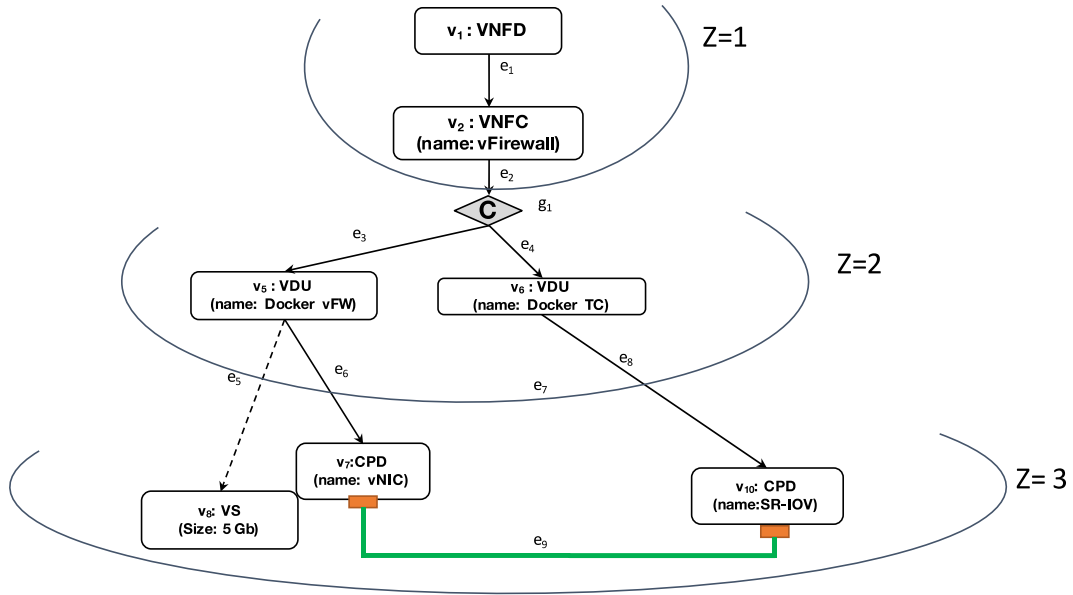 v₁ : VNFD
Z=1
e₁
v₂ : VNFC
(name: vFirewall)
e₂
C
g₁
e₃
e₄
Z=2
v₅ : VDU
(name: Docker vFW)
v₆ : VDU
(name: Docker TC)
e₈
e₅
e₆
e₇
v₇:CPD
(name: vNIC)
v₁₀: CPD
(name:SR-IOV)
Z= 3
v₈: VS
(Size: 5 Gb)
e₉